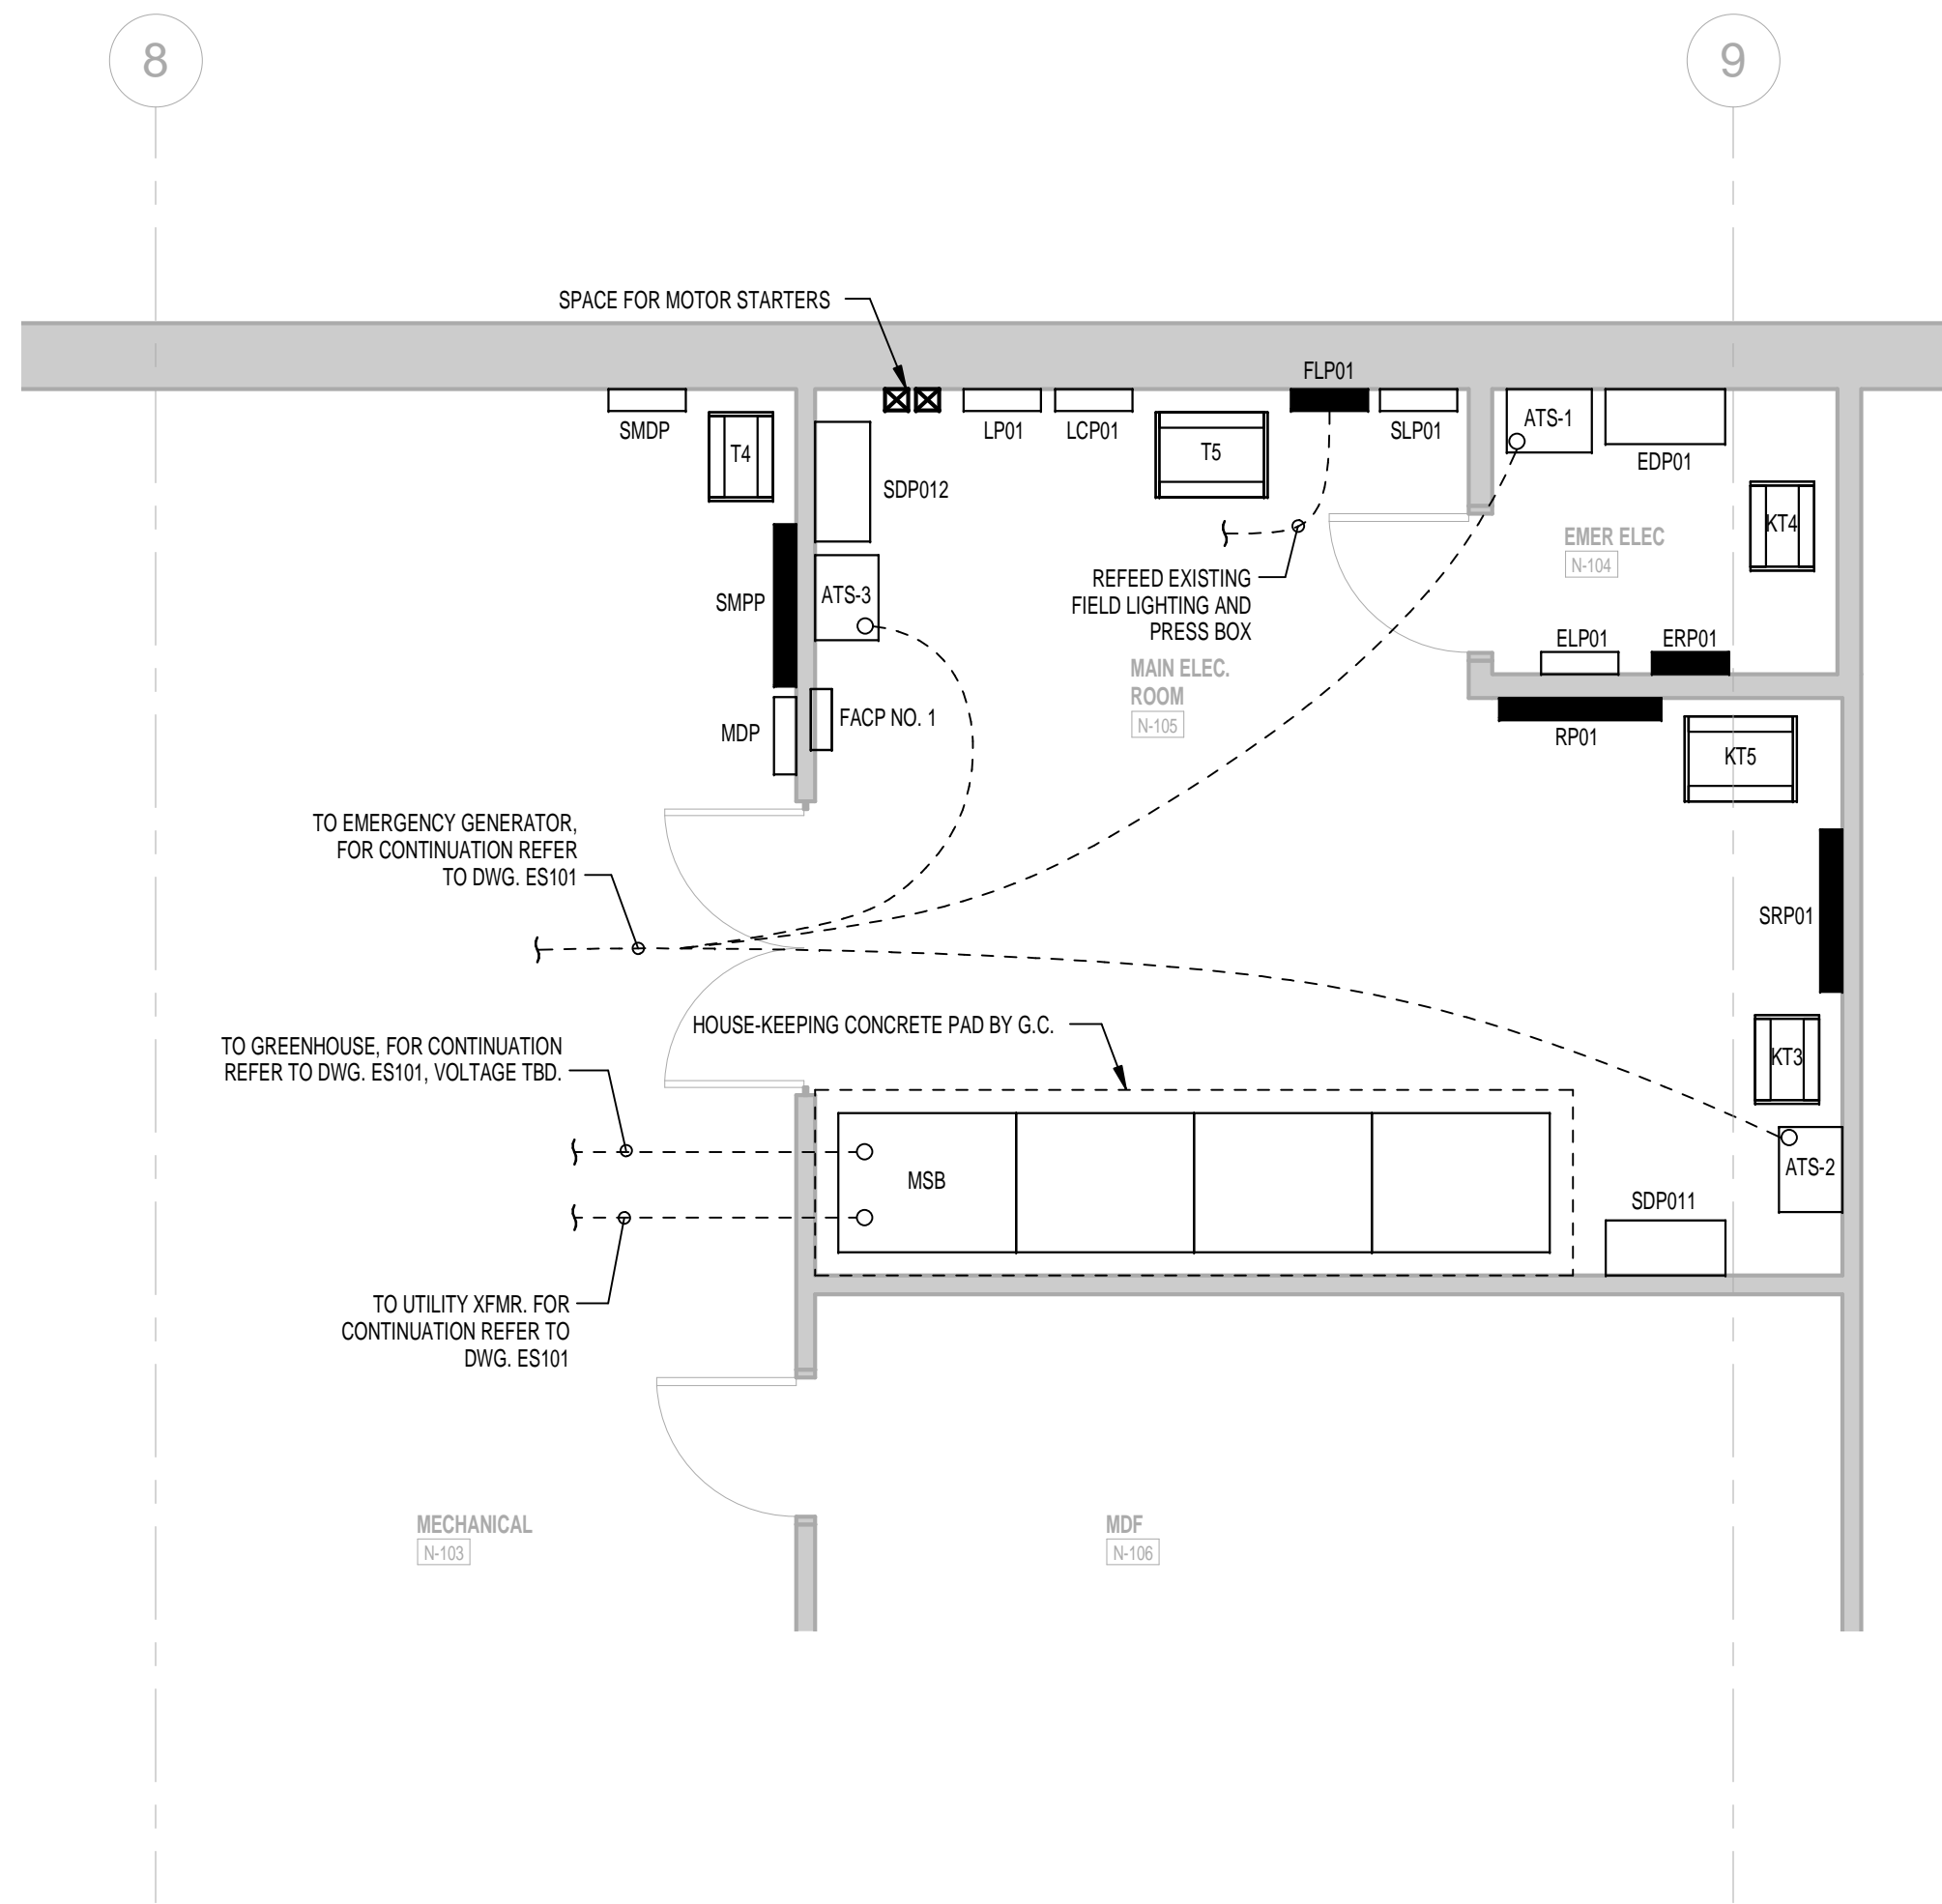 8
9
SPACE FOR MOTOR STARTERS
FLP01
SMDP
T4
LP01
LCP01
T5
SLP01
ATS-1
EDP01
SDP012
KT4
EMER ELEC
N-104
SMPP
ATS-3
REFEED EXISTING
FIELD LIGHTING AND
PRESS BOX
ELP01
ERP01
MAIN ELEC.
ROOM
N-105
MDP
FACP NO. 1
RP01
KT5
TO EMERGENCY GENERATOR,
FOR CONTINUATION REFER
TO DWG. ES101
SRP01
HOUSE-KEEPING CONCRETE PAD BY G.C.
TO GREENHOUSE, FOR CONTINUATION
REFER TO DWG. ES101, VOLTAGE TBD.
KT3
MSB
ATS-2
SDP011
TO UTILITY XFMR. FOR
CONTINUATION REFER TO
DWG. ES101
MECHANICAL
N-103
MDF
N-106